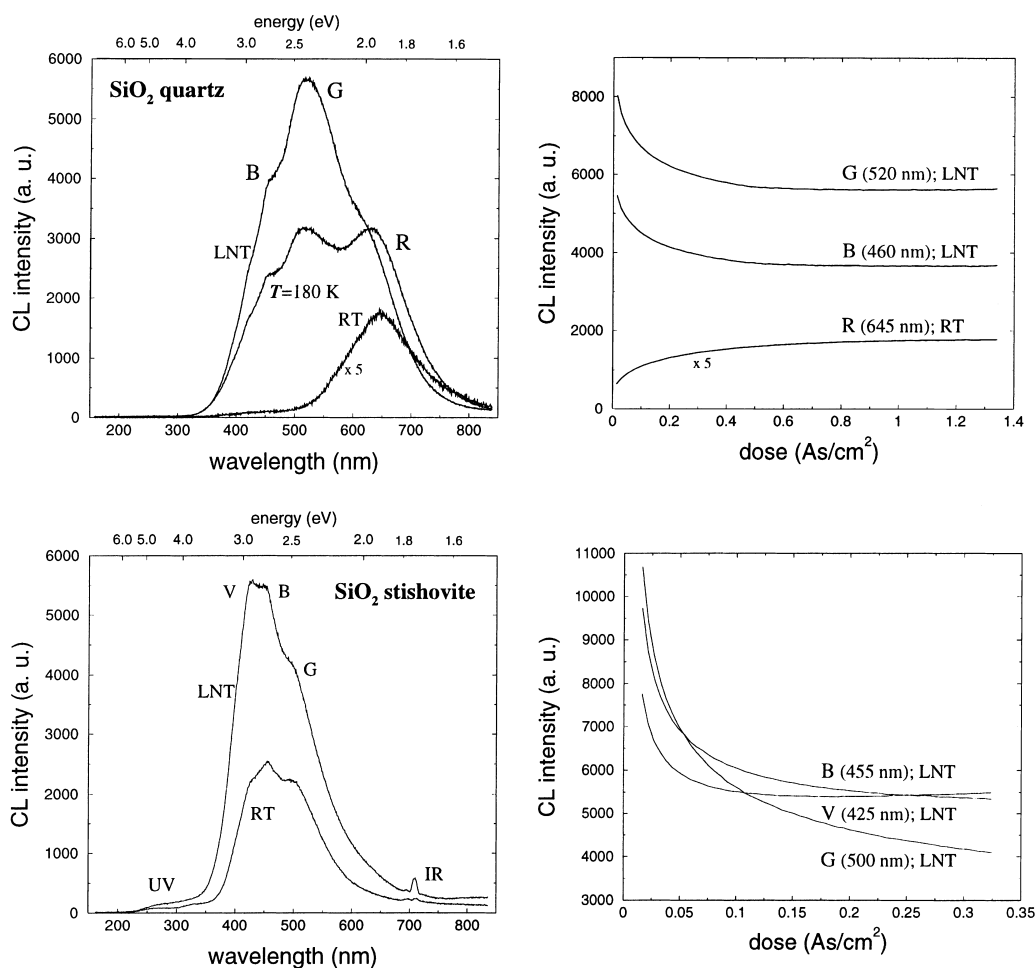 energy (eV)
6.0 5.0 4.0 3.0 2.5 2.0 1.8 1.6
6000
5000
4000
3000
2000
1000
0
CL intensity (a. u.)
SiO2 quartz
G
B
LNT
R
T=180 K
RT
x 5
200 300 400 500 600 700 800
wavelength (nm)
8000
6000
4000
2000
0
CL intensity (a. u.)
G (520 nm); LNT
B (460 nm); LNT
R (645 nm); RT
x 5
0 0.2 0.4 0.6 0.8 1 1.2 1.4
dose (As/cm2)
energy (eV)
6.0 5.0 4.0 3.0 2.5 2.0 1.8 1.6
6000
5000
4000
3000
2000
1000
0
CL intensity (a. u.)
SiO2 stishovite
V B
G
LNT
RT
UV
IR
200 300 400 500 600 700 800
wavelength (nm)
11000
10000
9000
8000
7000
6000
5000
4000
3000
CL intensity (a. u.)
B (455 nm); LNT
V (425 nm); LNT
G (500 nm); LNT
0 0.05 0.1 0.15 0.2 0.25 0.3 0.35
dose (As/cm2)